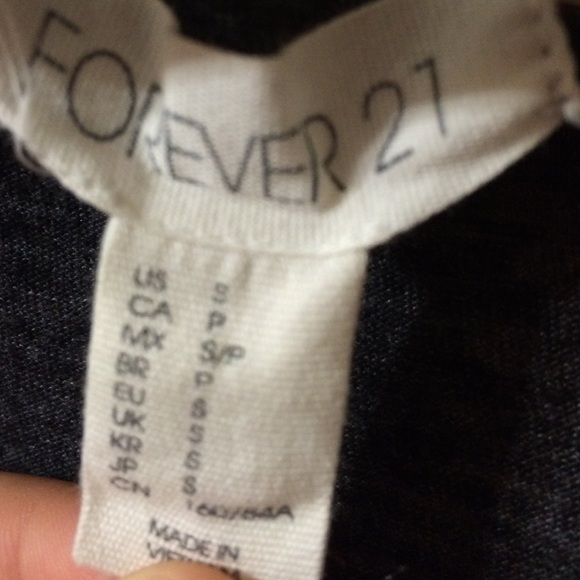 FOREVER 21
US S
CA P
MX S/P
BR P
EU S
UK S
KR S
JP S
CN 160/84A
MADE IN
VIETNAM